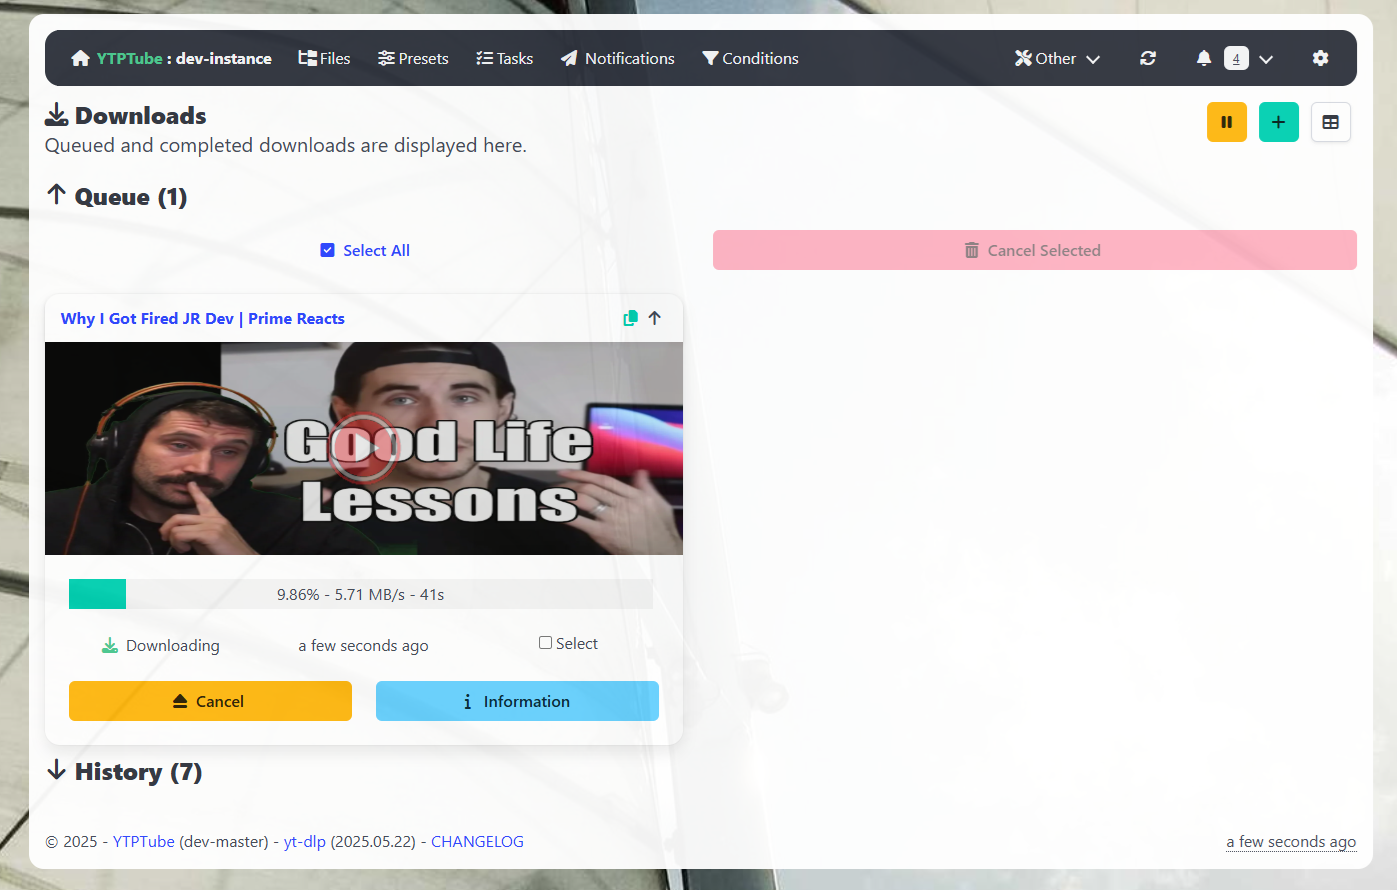 YTPTube : dev-instance Files Presets Tasks Notifications Conditions Other 4
Downloads
Queued and completed downloads are displayed here.
Queue (1)
Select All Cancel Selected
Why I Got Fired JR Dev | Prime Reacts
Good Life
Lessons
9.86% - 5.71 MB/s - 41s
Downloading a few seconds ago Select
Cancel Information
History (7)
© 2025 - YTPTube (dev-master) - yt-dlp (2025.05.22) - CHANGELOG a few seconds ago